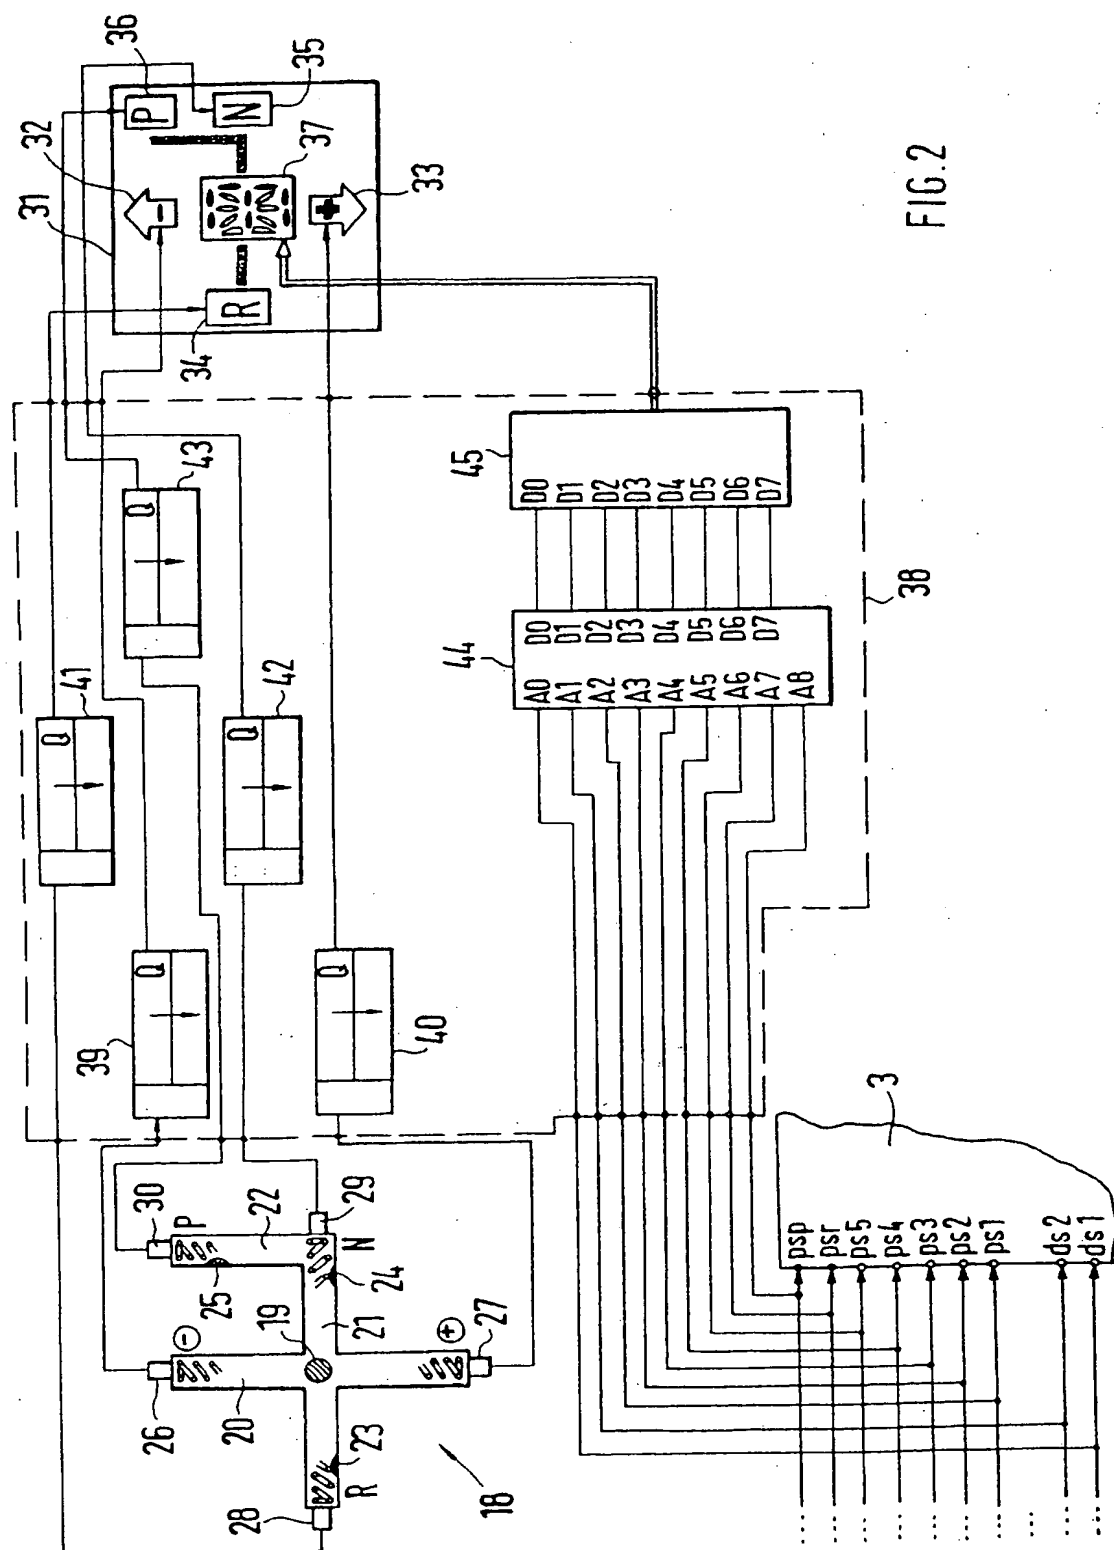 FIG.2
31
32
36
P
-
N
35
37
R
34
+
33
41
Q
43
Q
42
Q
39
Q
40
Q
45
D0
D1
D2
D3
D4
D5
D6
D7
44
D0
D1
D2
D3
D4
D5
D6
D7
A0
A1
A2
A3
A4
A5
A6
A7
A8
38
30
P
22
29
N
25
24
26
-
19
21
+
27
20
23
R
28
18
3
psp
psr
ps5
ps4
ps3
ps2
ps1
ds2
ds1